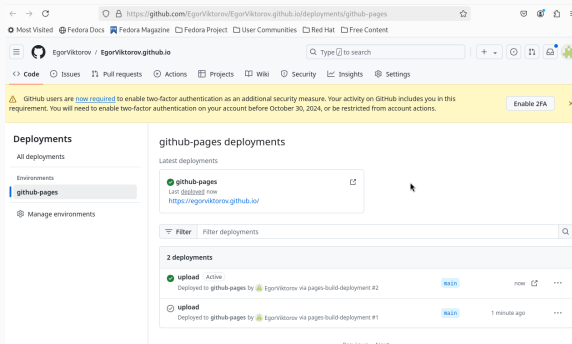 https://github.com/EgorViktorov/EgorViktorov.github.io/deployments/github-pages
Most Visited Fedora Docs Fedora Magazine Fedora Project User Communities Red Hat Free Content
EgorViktorov / EgorViktorov.github.io
Type / to search
Code Issues Pull requests Actions Projects Wiki Security Insights Settings
GitHub users are now required to enable two-factor authentication as an additional security measure. Your activity on GitHub includes you in this
requirement. You will need to enable two-factor authentication on your account before October 30, 2024, or be restricted from account actions.
Enable 2FA
Deployments
All deployments
Environments
github-pages
Manage environments
github-pages deployments
Latest deployments
github-pages
Last deployed now
https://egorviktorov.github.io/
Filter Filter deployments
2 deployments
upload Active
Deployed to github-pages by EgorViktorov via pages-build-deployment #2
main now
upload
Deployed to github-pages by EgorViktorov via pages-build-deployment #1
main 1 minute ago